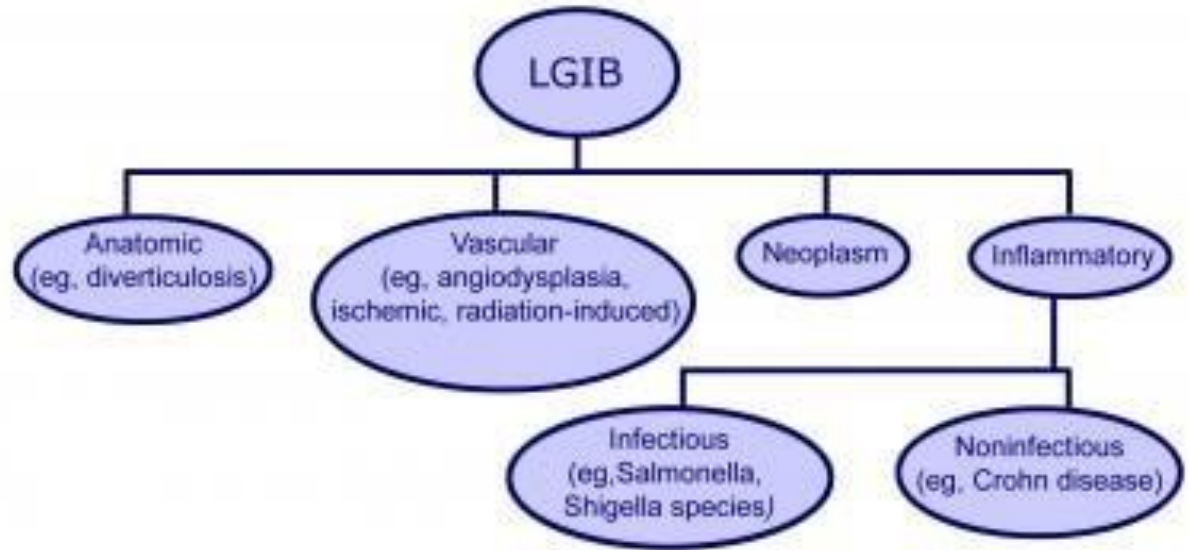 LGIB
Anatomic
(eg, diverticulosis)
Vascular
(eg, angiodysplasia,
ischemic, radiation-induced)
Neoplasm
Inflammatory
Infectious
(eg,Salmonella,
Shigella species)
Noninfectious
(eg, Crohn disease)